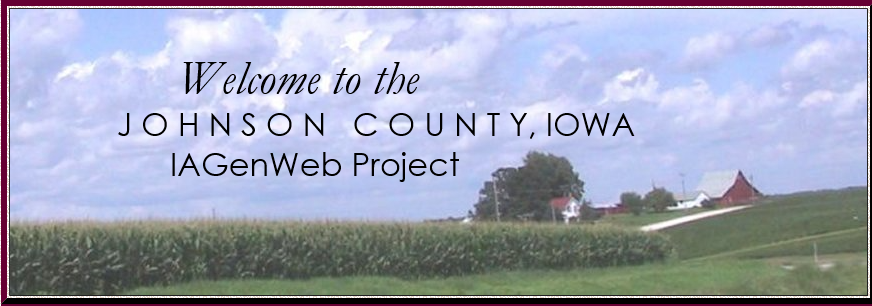 Welcome to the
JOHNSON COUNTY, IOWA
IAGenWeb Project